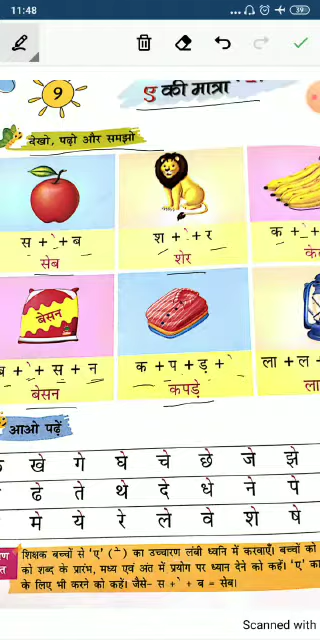 11:48
39
9
ए की मात्रा
देखो, पढ़ो और समझो
स + े + ब
श + े + र
क + े +
सेब
शेर
बेसन
ब + े + स + न
क + प + ड़ + े
ला + ल +
बेसन
कपड़े
आओ पढ़ें
खे गे घे चे छे जे झे
ढे ते थे दे धे ने पे
मे ये रे ले वे शे षे
शिक्षक बच्चों से 'ए' ( े ) का उच्चारण लंबी ध्वनि में करवाएँ। बच्चों को
को शब्द के प्रारंभ, मध्य एवं अंत में प्रयोग पर ध्यान देने को कहें। 'ए' का
के लिए भी करने को कहें। जैसे- स + े + ब = सेब।
Scanned with